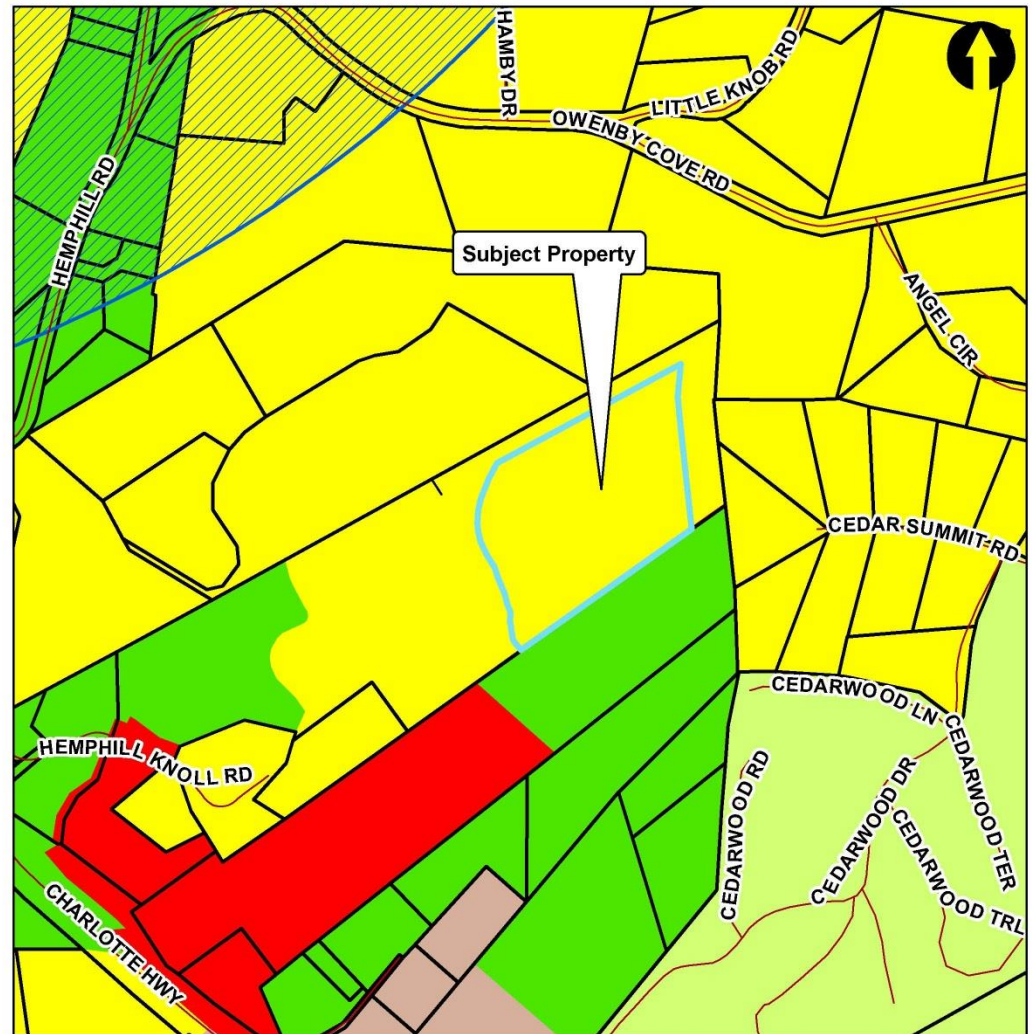 HAMBY DR
LITTLE KNOB RD
OWENBY COVE RD
HEMPHILL RD
Subject Property
ANGEL CIR
CEDAR SUMMIT RD
CEDARWOOD LN
HEMPHILL KNOLL RD
CEDARWOOD RD
CEDARWOOD DR
CEDARWOOD TER
CEDARWOOD TRL
CHARLOTTE HWY